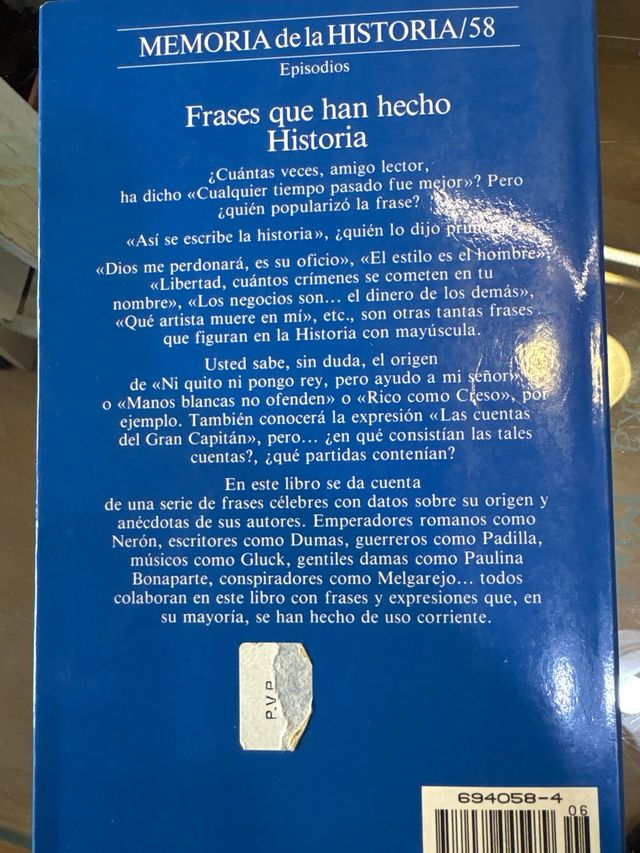 MEMORIA de la HISTORIA/58
Episodios
Frases que han hecho
Historia
¿Cuántas veces, amigo lector,
ha dicho «Cualquier tiempo pasado fue mejor»? Pero
¿quién popularizó la frase?
«Así se escribe la historia», ¿quién lo dijo
«Dios me perdonará, es su oficio», «El estilo es el hombre»,
«Libertad, cuántos crímenes se cometen en tu
nombre», «Los negocios son... el dinero de los demás»,
«Qué artista muere en mí», etc., son otras tantas frases
que figuran en la Historia con mayúscula.
Usted sabe, sin duda, el origen
de «Ni quito ni pongo rey, pero ayudo a mi señor»,
o «Manos blancas no ofenden» o «Rico como Creso», por
ejemplo. También conocerá la expresión «Las cuentas
del Gran Capitán», pero... ¿en qué consistían las tales
cuentas?, ¿qué partidas contenían?
En este libro se da cuenta
de una serie de frases célebres con datos sobre su origen y
anécdotas de sus autores. Emperadores romanos como
Nerón, escritores como Dumas, guerreros como Padilla,
músicos como Gluck, gentiles damas como Paulina
Bonaparte, conspiradores como Melgarejo... todos
colaboran en este libro con frases y expresiones que, en
su mayoría, se han hecho de uso corriente.
P.V.P.
694058-4
06